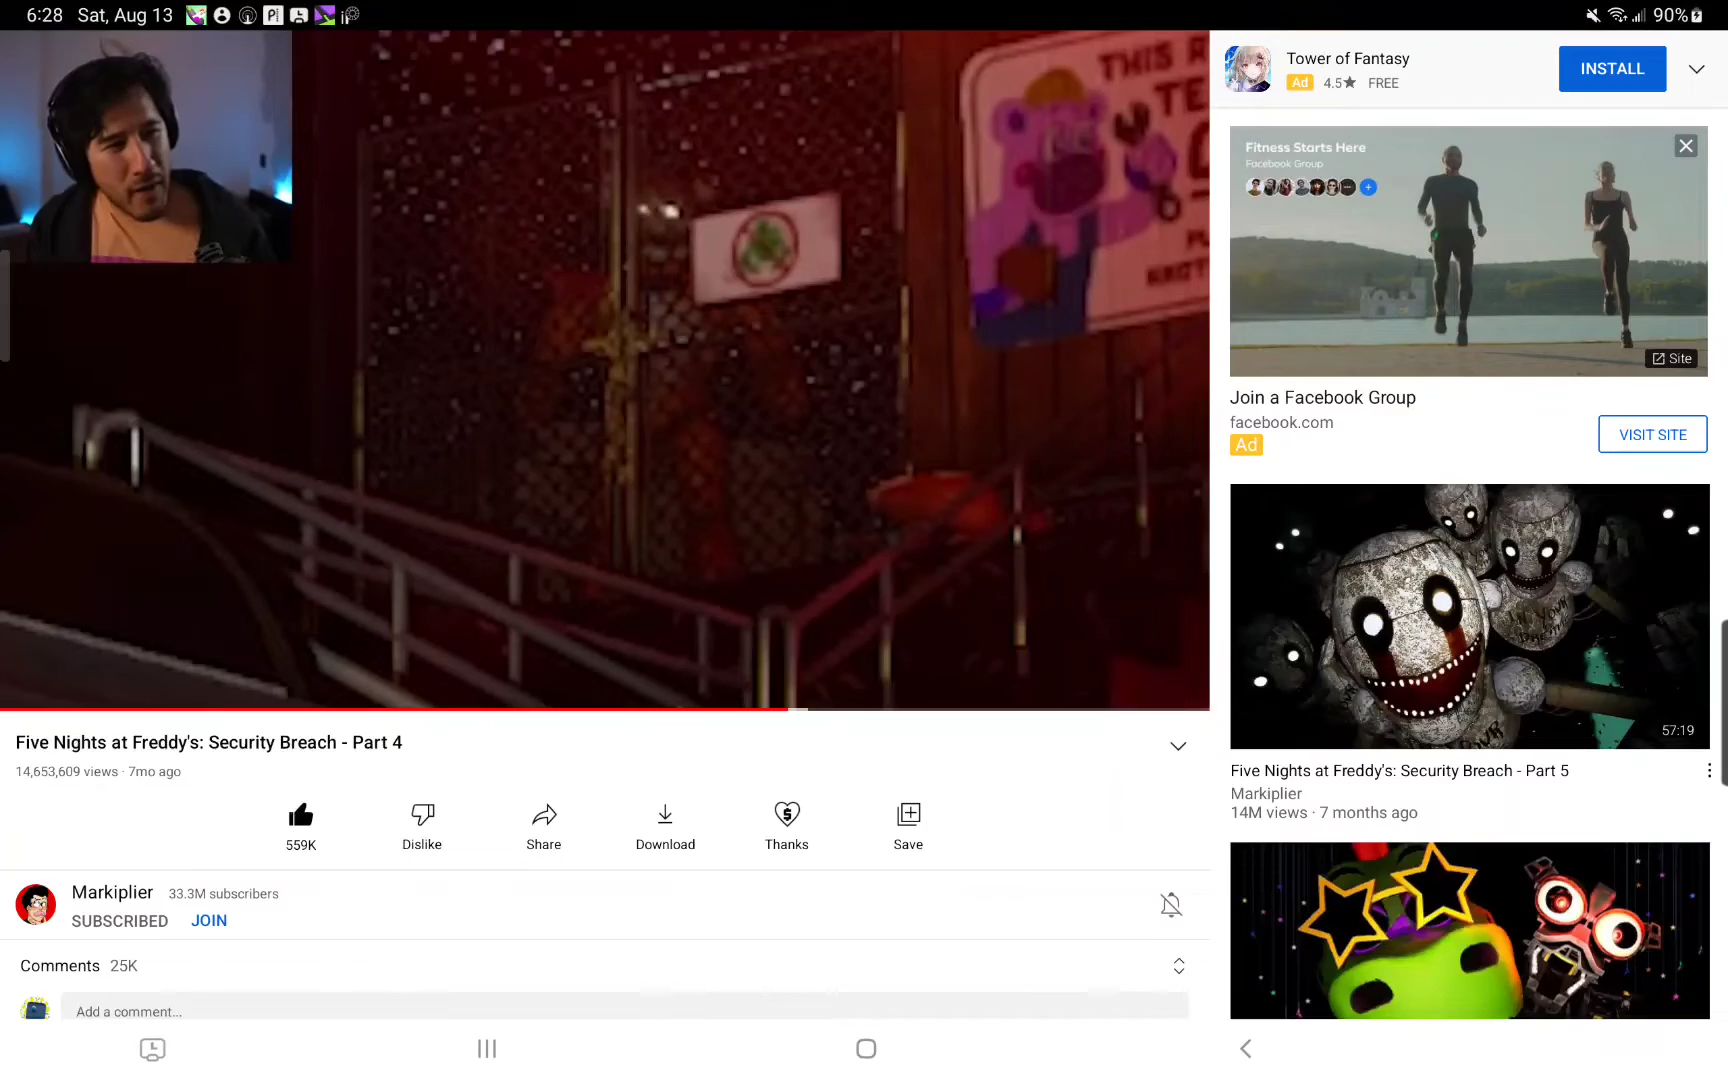 6:28 Sat, Aug 13
90%
THIS R
TE
Tower of Fantasy
Ad 4.5★ FREE
INSTALL
Fitness Starts Here
Facebook Group
Site
Join a Facebook Group
facebook.com
Ad
VISIT SITE
57:19
Five Nights at Freddy's: Security Breach - Part 5
Markiplier
14M views · 7 months ago
Five Nights at Freddy's: Security Breach - Part 4
14,653,609 views · 7mo ago
559K
Dislike
Share
Download
Thanks
Save
Markiplier 33.3M subscribers
SUBSCRIBED JOIN
Comments 25K
Add a comment...